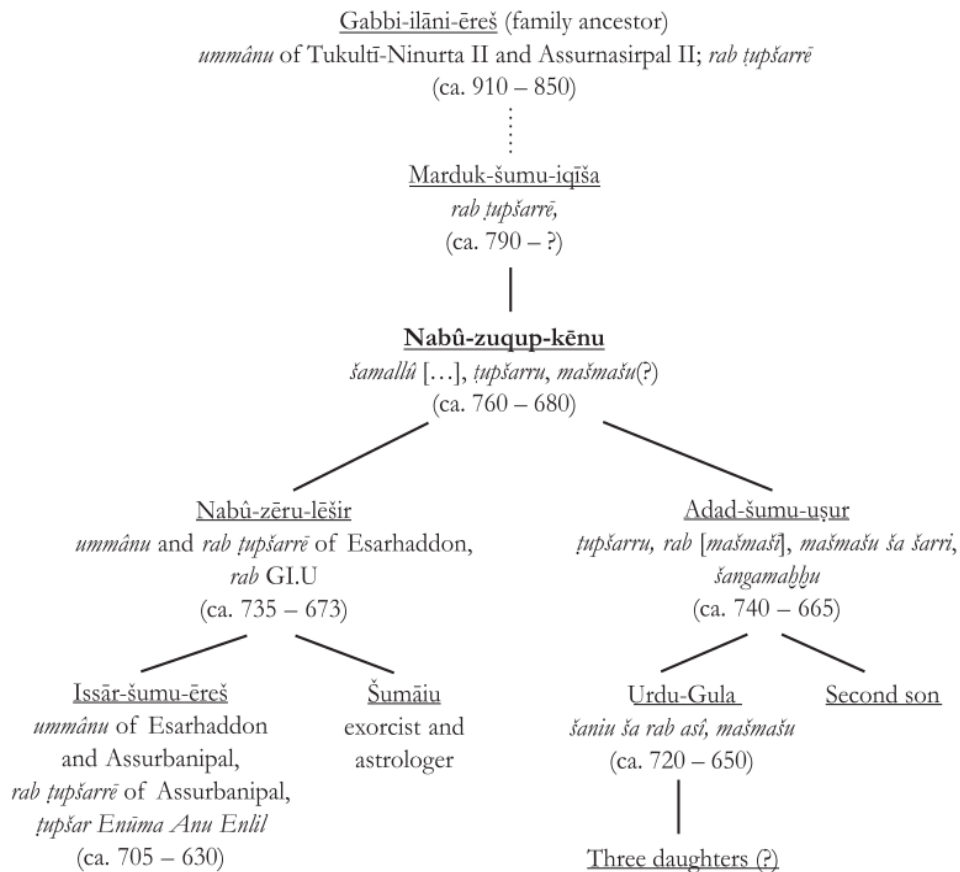 Gabbi-ilāni-ēreš (family ancestor)
ummânu of Tukultī-Ninurta II and Assurnasirpal II; rab ṭupšarrē
(ca. 910 – 850)
Marduk-šumu-iqīša
rab ṭupšarrē,
(ca. 790 – ?)
Nabû-zuqup-kēnu
šamallû […], ṭupšarru, mašmašu(?)
(ca. 760 – 680)
Nabû-zēru-lēšir
ummânu and rab ṭupšarrē of Esarhaddon,
rab GI.U
(ca. 735 – 673)
Adad-šumu-uṣur
ṭupšarru, rab [mašmašī], mašmašu ša šarri,
šangamaḫḫu
(ca. 740 – 665)
Issār-šumu-ēreš
ummânu of Esarhaddon
and Assurbanipal,
rab ṭupšarrē of Assurbanipal,
ṭupšar Enūma Anu Enlil
(ca. 705 – 630)
Šumāiu
exorcist and
astrologer
Urdu-Gula
šaniu ša rab asî, mašmašu
(ca. 720 – 650)
Three daughters (?)
Second son